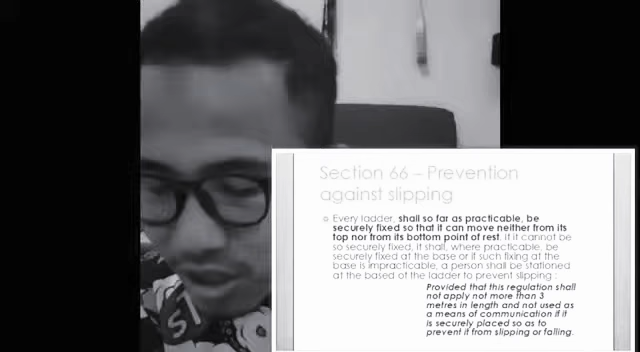 Section 66 – Prevention
against slipping
Every ladder, shall so far as practicable, be
securely fixed so that it can move neither from its
top nor from its bottom point of rest. If it cannot be
so securely fixed, it shall, where practicable, be
securely fixed at the base or if such fixing at the
base is impracticable, a person shall be stationed
at the based of the ladder to prevent slipping :
Provided that this regulation shall
not apply not more than 3
metres in length and not used as
a means of communication if it
is securely placed so as to
prevent it from slipping or falling.